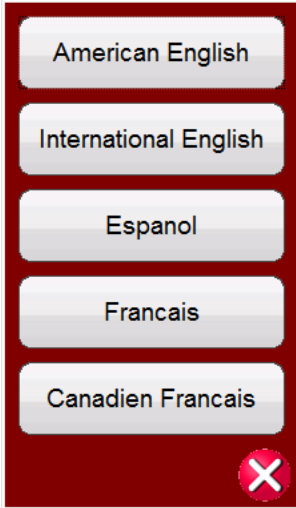 American English
International English
Espanol
Francais
Canadien Francais